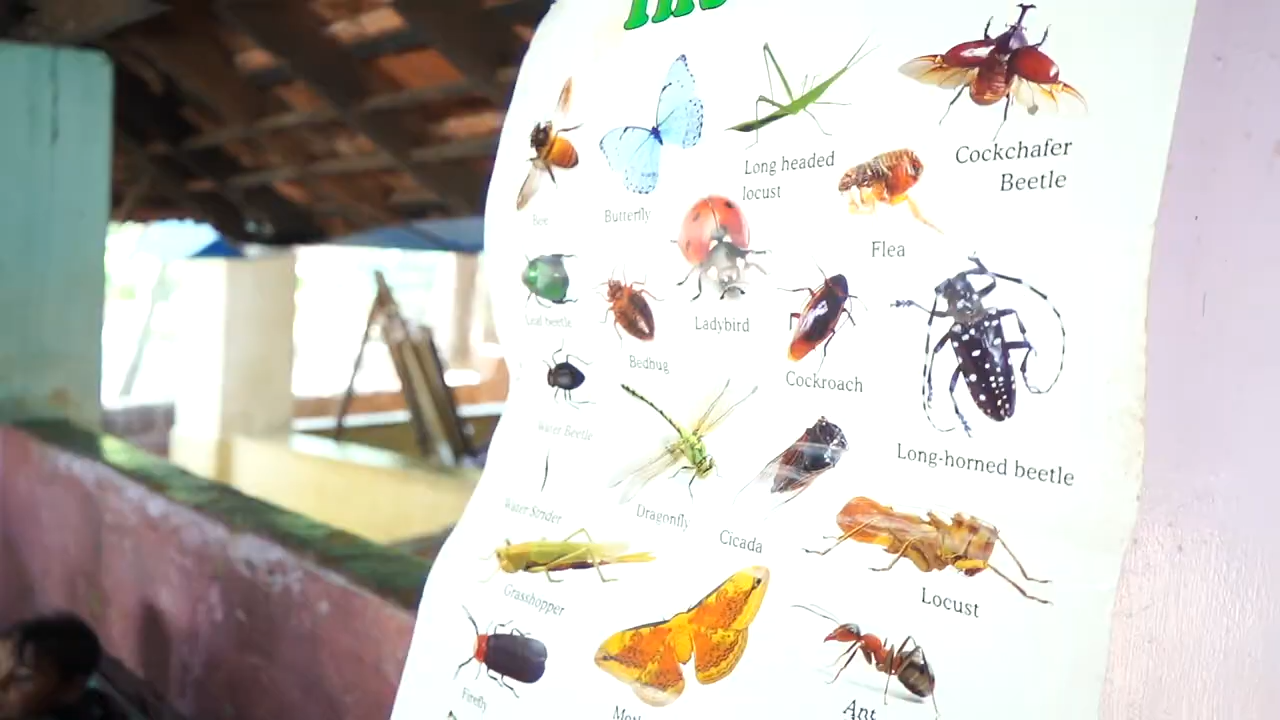 Bee
Butterfly
Long headed
locust
Cockchafer
Beetle
Flea
Leaf beetle
Bedbug
Ladybird
Cockroach
Long-horned beetle
Water Beetle
Water Strider
Dragonfly
Cicada
Locust
Grasshopper
Firefly
Ant